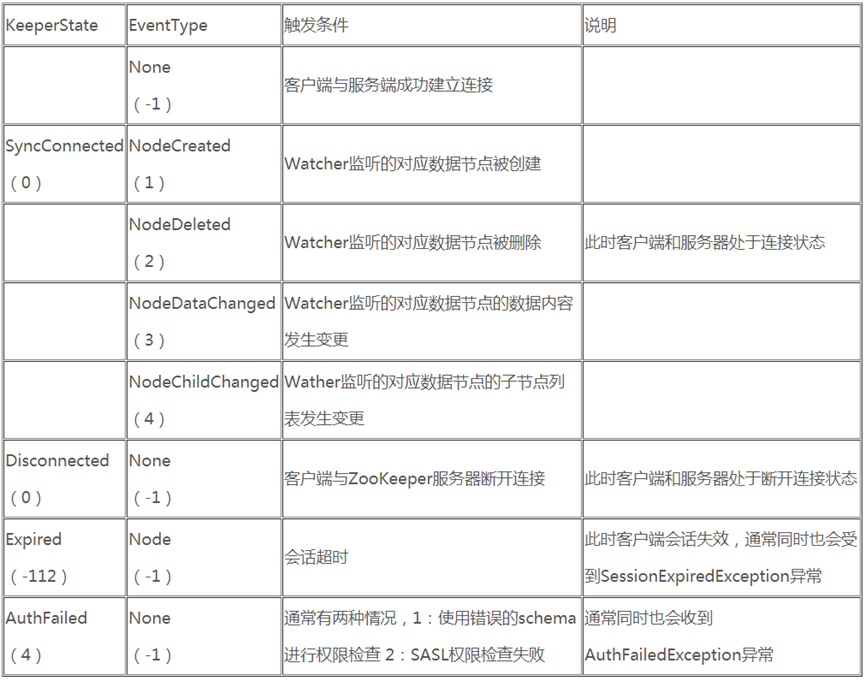 KeeperState EventType 触发条件 说明
None
（-1） 客户端与服务端成功建立连接
SyncConnected
（0） NodeCreated
（1） Watcher监听的对应数据节点被创建
NodeDeleted
（2） Watcher监听的对应数据节点被删除 此时客户端和服务器处于连接状态
NodeDataChanged
（3） Watcher监听的对应数据节点的数据内容
发生变更
NodeChildChanged
（4） Wather监听的对应数据节点的子节点列
表发生变更
Disconnected
（0） None
（-1） 客户端与ZooKeeper服务器断开连接 此时客户端和服务器处于断开连接状态
Expired
（-112） Node
（-1） 会话超时 此时客户端会话失效，通常同时也会受
到SessionExpiredException异常
AuthFailed
（4） None
（-1） 通常有两种情况，1：使用错误的schema
进行权限检查 2：SASL权限检查失败 通常同时也会收到
AuthFailedException异常